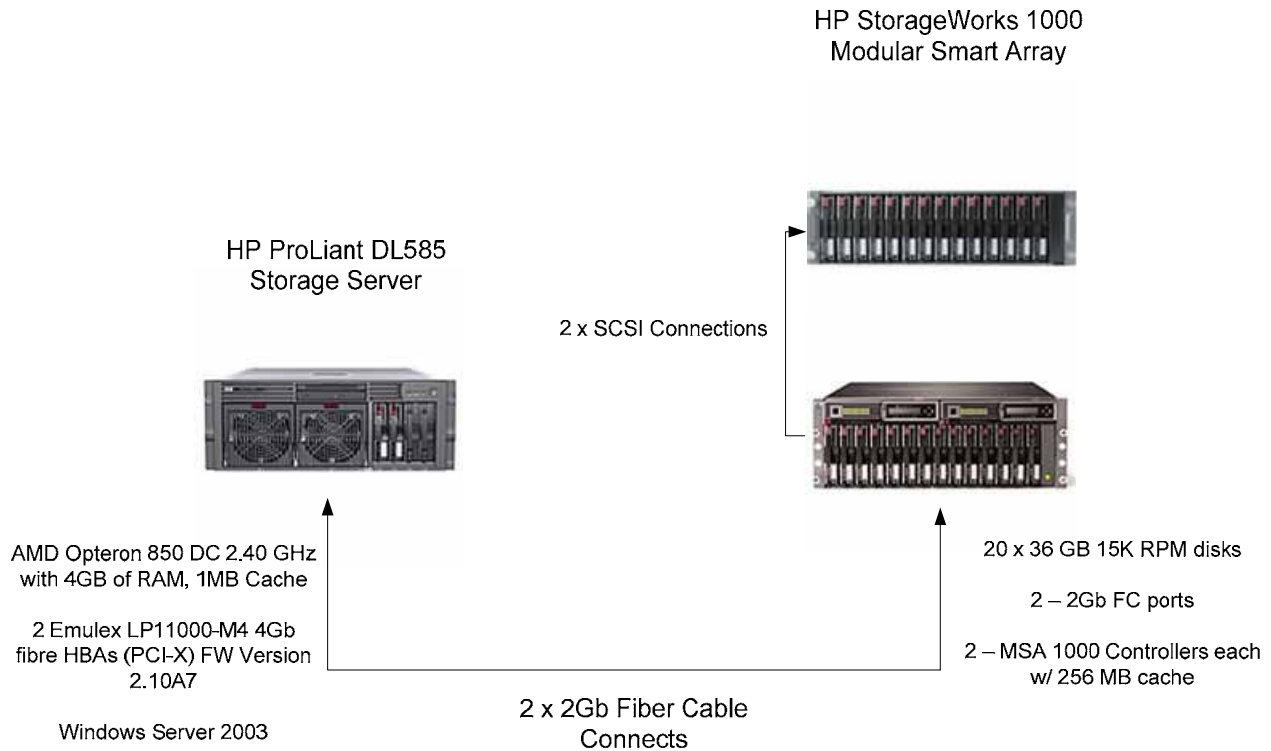 HP StorageWorks 1000
Modular Smart Array
HP ProLiant DL585
Storage Server
2 x SCSI Connections
AMD Opteron 850 DC 2.40 GHz
with 4GB of RAM, 1MB Cache
2 Emulex LP11000-M4 4Gb
fibre HBAs (PCI-X) FW Version
2.10A7
Windows Server 2003
20 x 36 GB 15K RPM disks
2 – 2Gb FC ports
2 – MSA 1000 Controllers each
w/ 256 MB cache
2 x 2Gb Fiber Cable
Connects